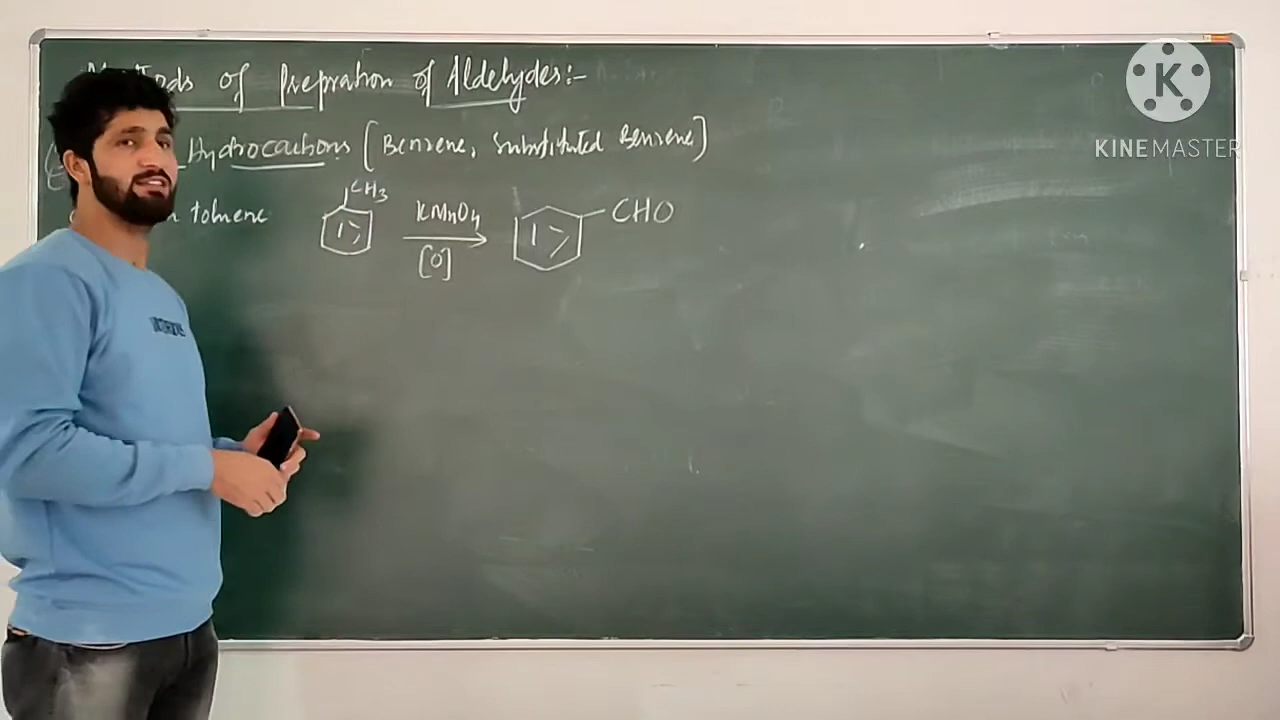 of Prepration of Aldehydes:-
Hydrocarbons [Benzene, Substituted Benzene]
toluene
CH3
KMnO4
[O]
CHO
K
KINEMASTER